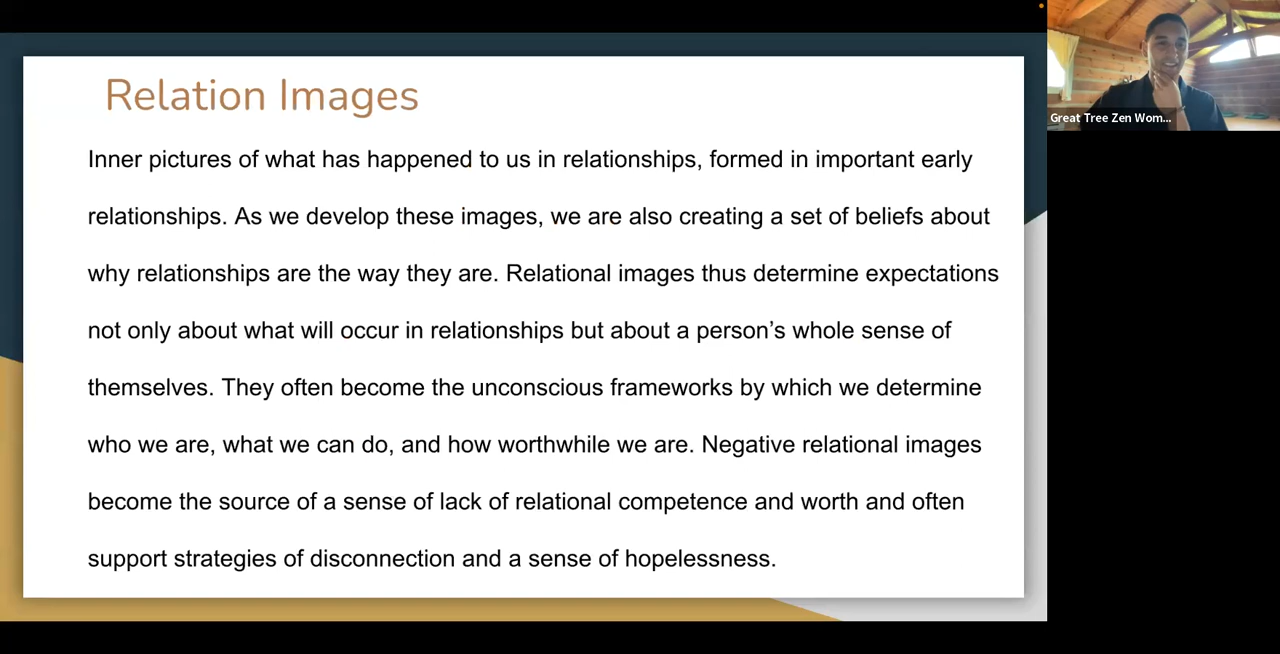 Relation Images
Inner pictures of what has happened to us in relationships, formed in important early
relationships. As we develop these images, we are also creating a set of beliefs about
why relationships are the way they are. Relational images thus determine expectations
not only about what will occur in relationships but about a person’s whole sense of
themselves. They often become the unconscious frameworks by which we determine
who we are, what we can do, and how worthwhile we are. Negative relational images
become the source of a sense of lack of relational competence and worth and often
support strategies of disconnection and a sense of hopelessness.
Great Tree Zen Wom...